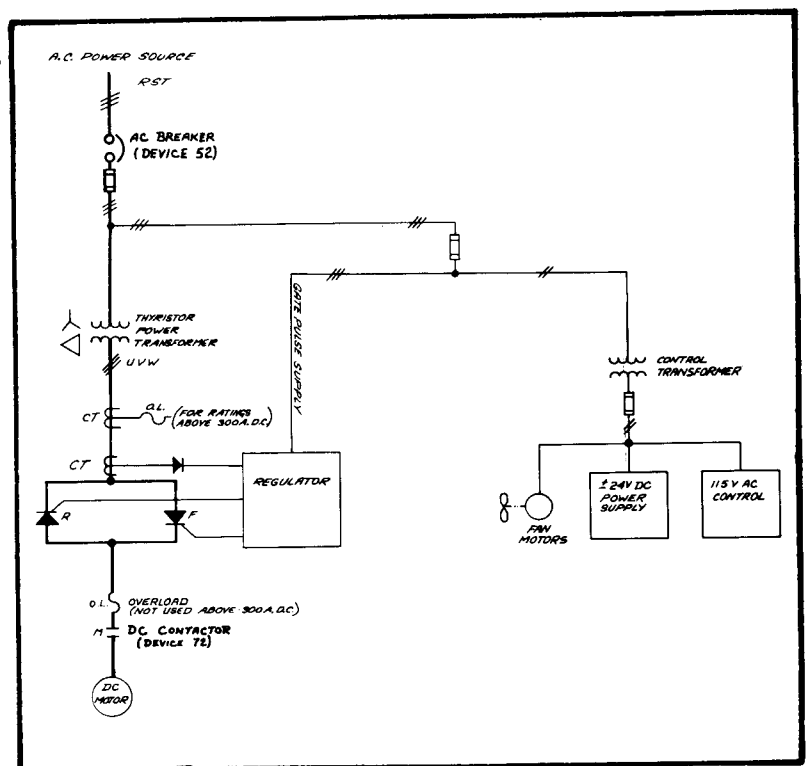 A.C. POWER SOURCE
RST
AC BREAKER
(DEVICE 52)
THYRISTOR
POWER
TRANSFORMER
UVW
GATE PULSE SUPPLY
CONTROL
TRANSFORMER
CT
O.L.
(FOR RATINGS
ABOVE 300A.D.C.)
CT
REGULATOR
R
F
FAN
MOTORS
±24V DC
POWER
SUPPLY
115V AC
CONTROL
O.L.
OVERLOAD
(NOT USED ABOVE 300A.D.C.)
M
DC CONTACTOR
(DEVICE 72)
DC
MOTOR